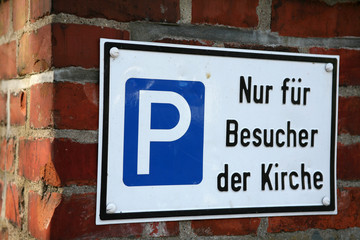 P
Nur für
Besucher
der Kirche